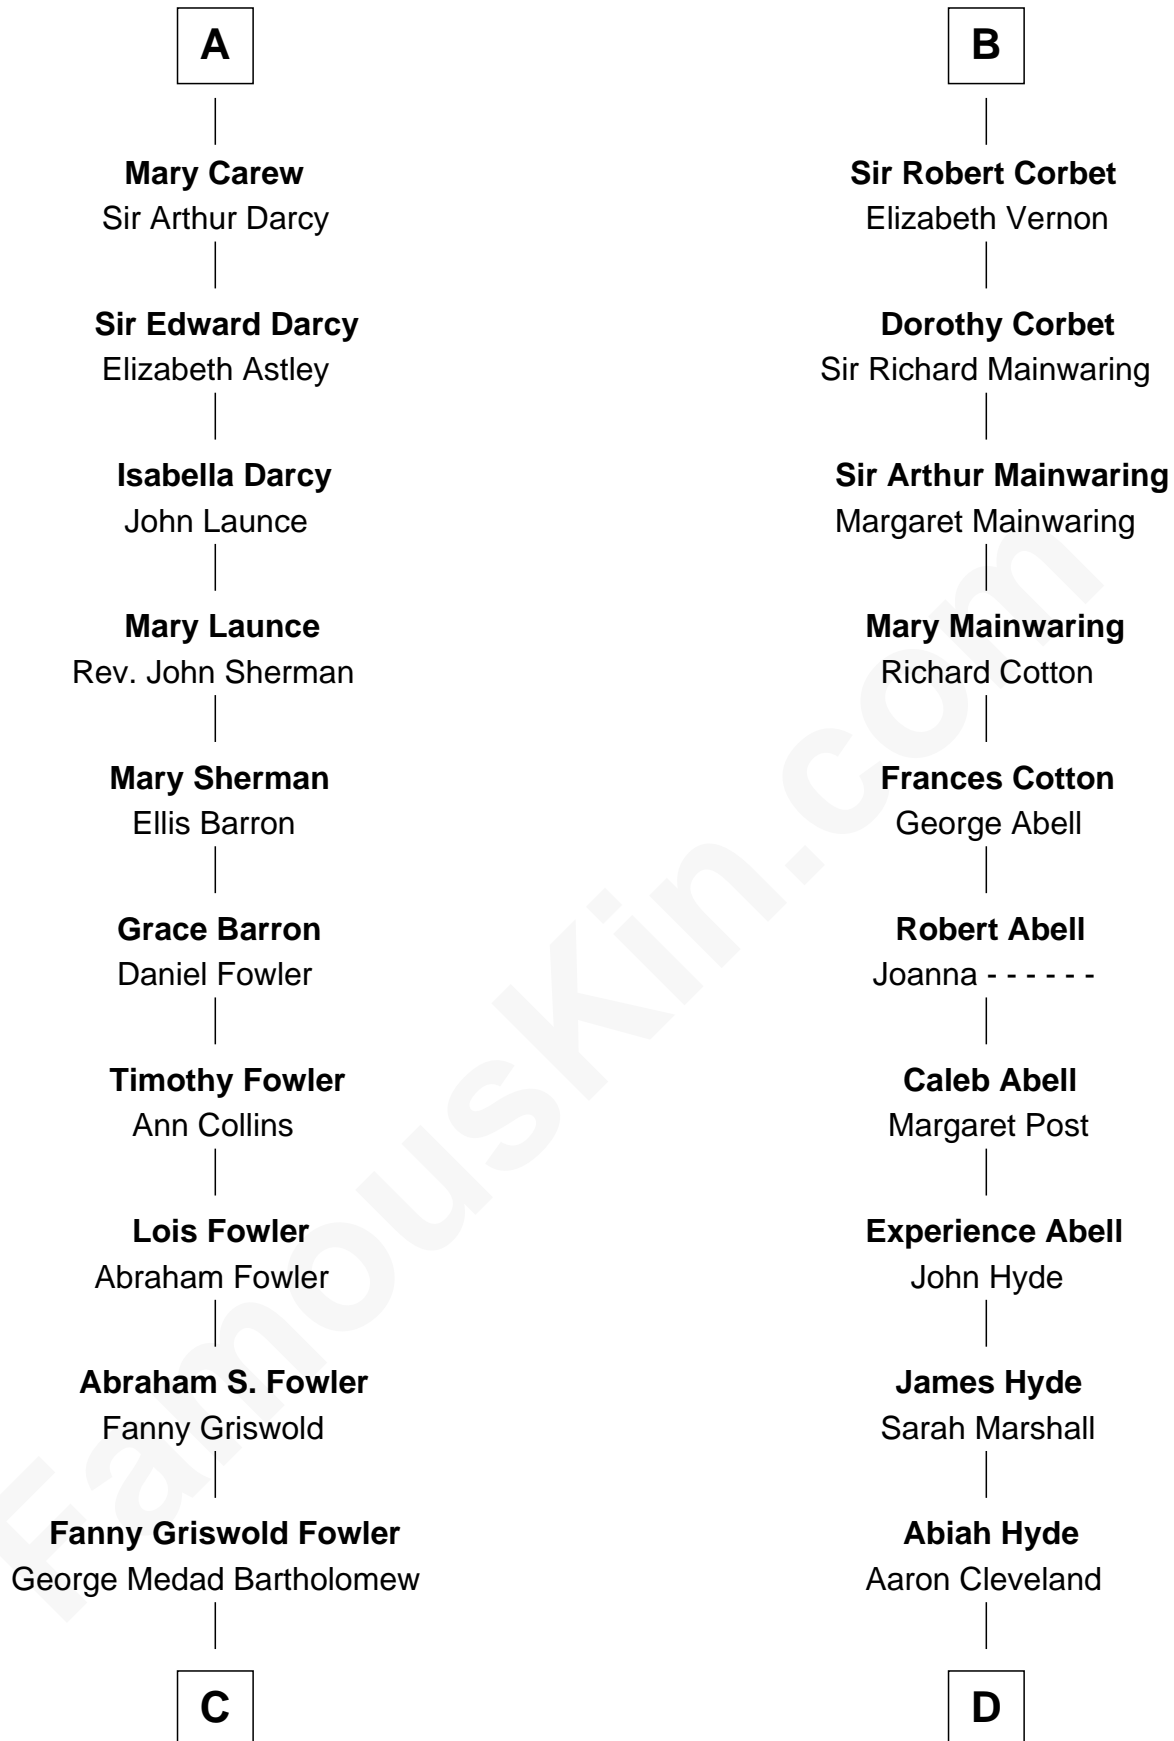 A
Mary Carew
Sir Arthur Darcy
Sir Edward Darcy
Elizabeth Astley
Isabella Darcy
John Launce
Mary Launce
Rev. John Sherman
Mary Sherman
Ellis Barron
Grace Barron
Daniel Fowler
Timothy Fowler
Ann Collins
Lois Fowler
Abraham Fowler
Abraham S. Fowler
Fanny Griswold
Fanny Griswold Fowler
George Medad Bartholomew
C
B
Sir Robert Corbet
Elizabeth Vernon
Dorothy Corbet
Sir Richard Mainwaring
Sir Arthur Mainwaring
Margaret Mainwaring
Mary Mainwaring
Richard Cotton
Frances Cotton
George Abell
Robert Abell
Joanna - - - - - -
Caleb Abell
Margaret Post
Experience Abell
John Hyde
James Hyde
Sarah Marshall
Abiah Hyde
Aaron Cleveland
D
FamousKin.com